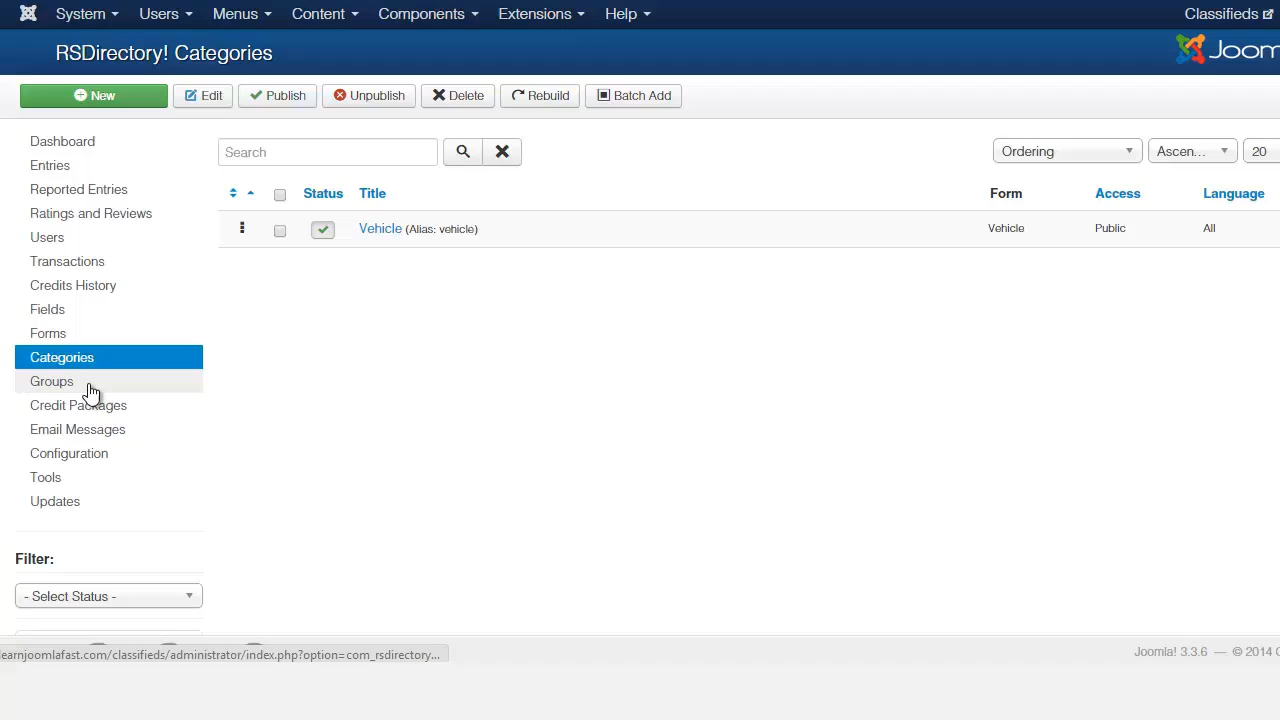 System Users Menus Content Components Extensions Help Classifieds
RSDirectory! Categories Joom
New Edit Publish Unpublish Delete Rebuild Batch Add
Dashboard
Entries
Reported Entries
Ratings and Reviews
Users
Transactions
Credits History
Fields
Forms
Categories
Groups
Credit Packages
Email Messages
Configuration
Tools
Updates
Filter:
- Select Status -
Search Ordering Ascen... 20
Status Title Form Access Language
Vehicle (Alias: vehicle) Vehicle Public All
learnjoomlafast.com/classifieds/administrator/index.php?option=com_rsdirectory...
Joomla! 3.3.6 — © 2014